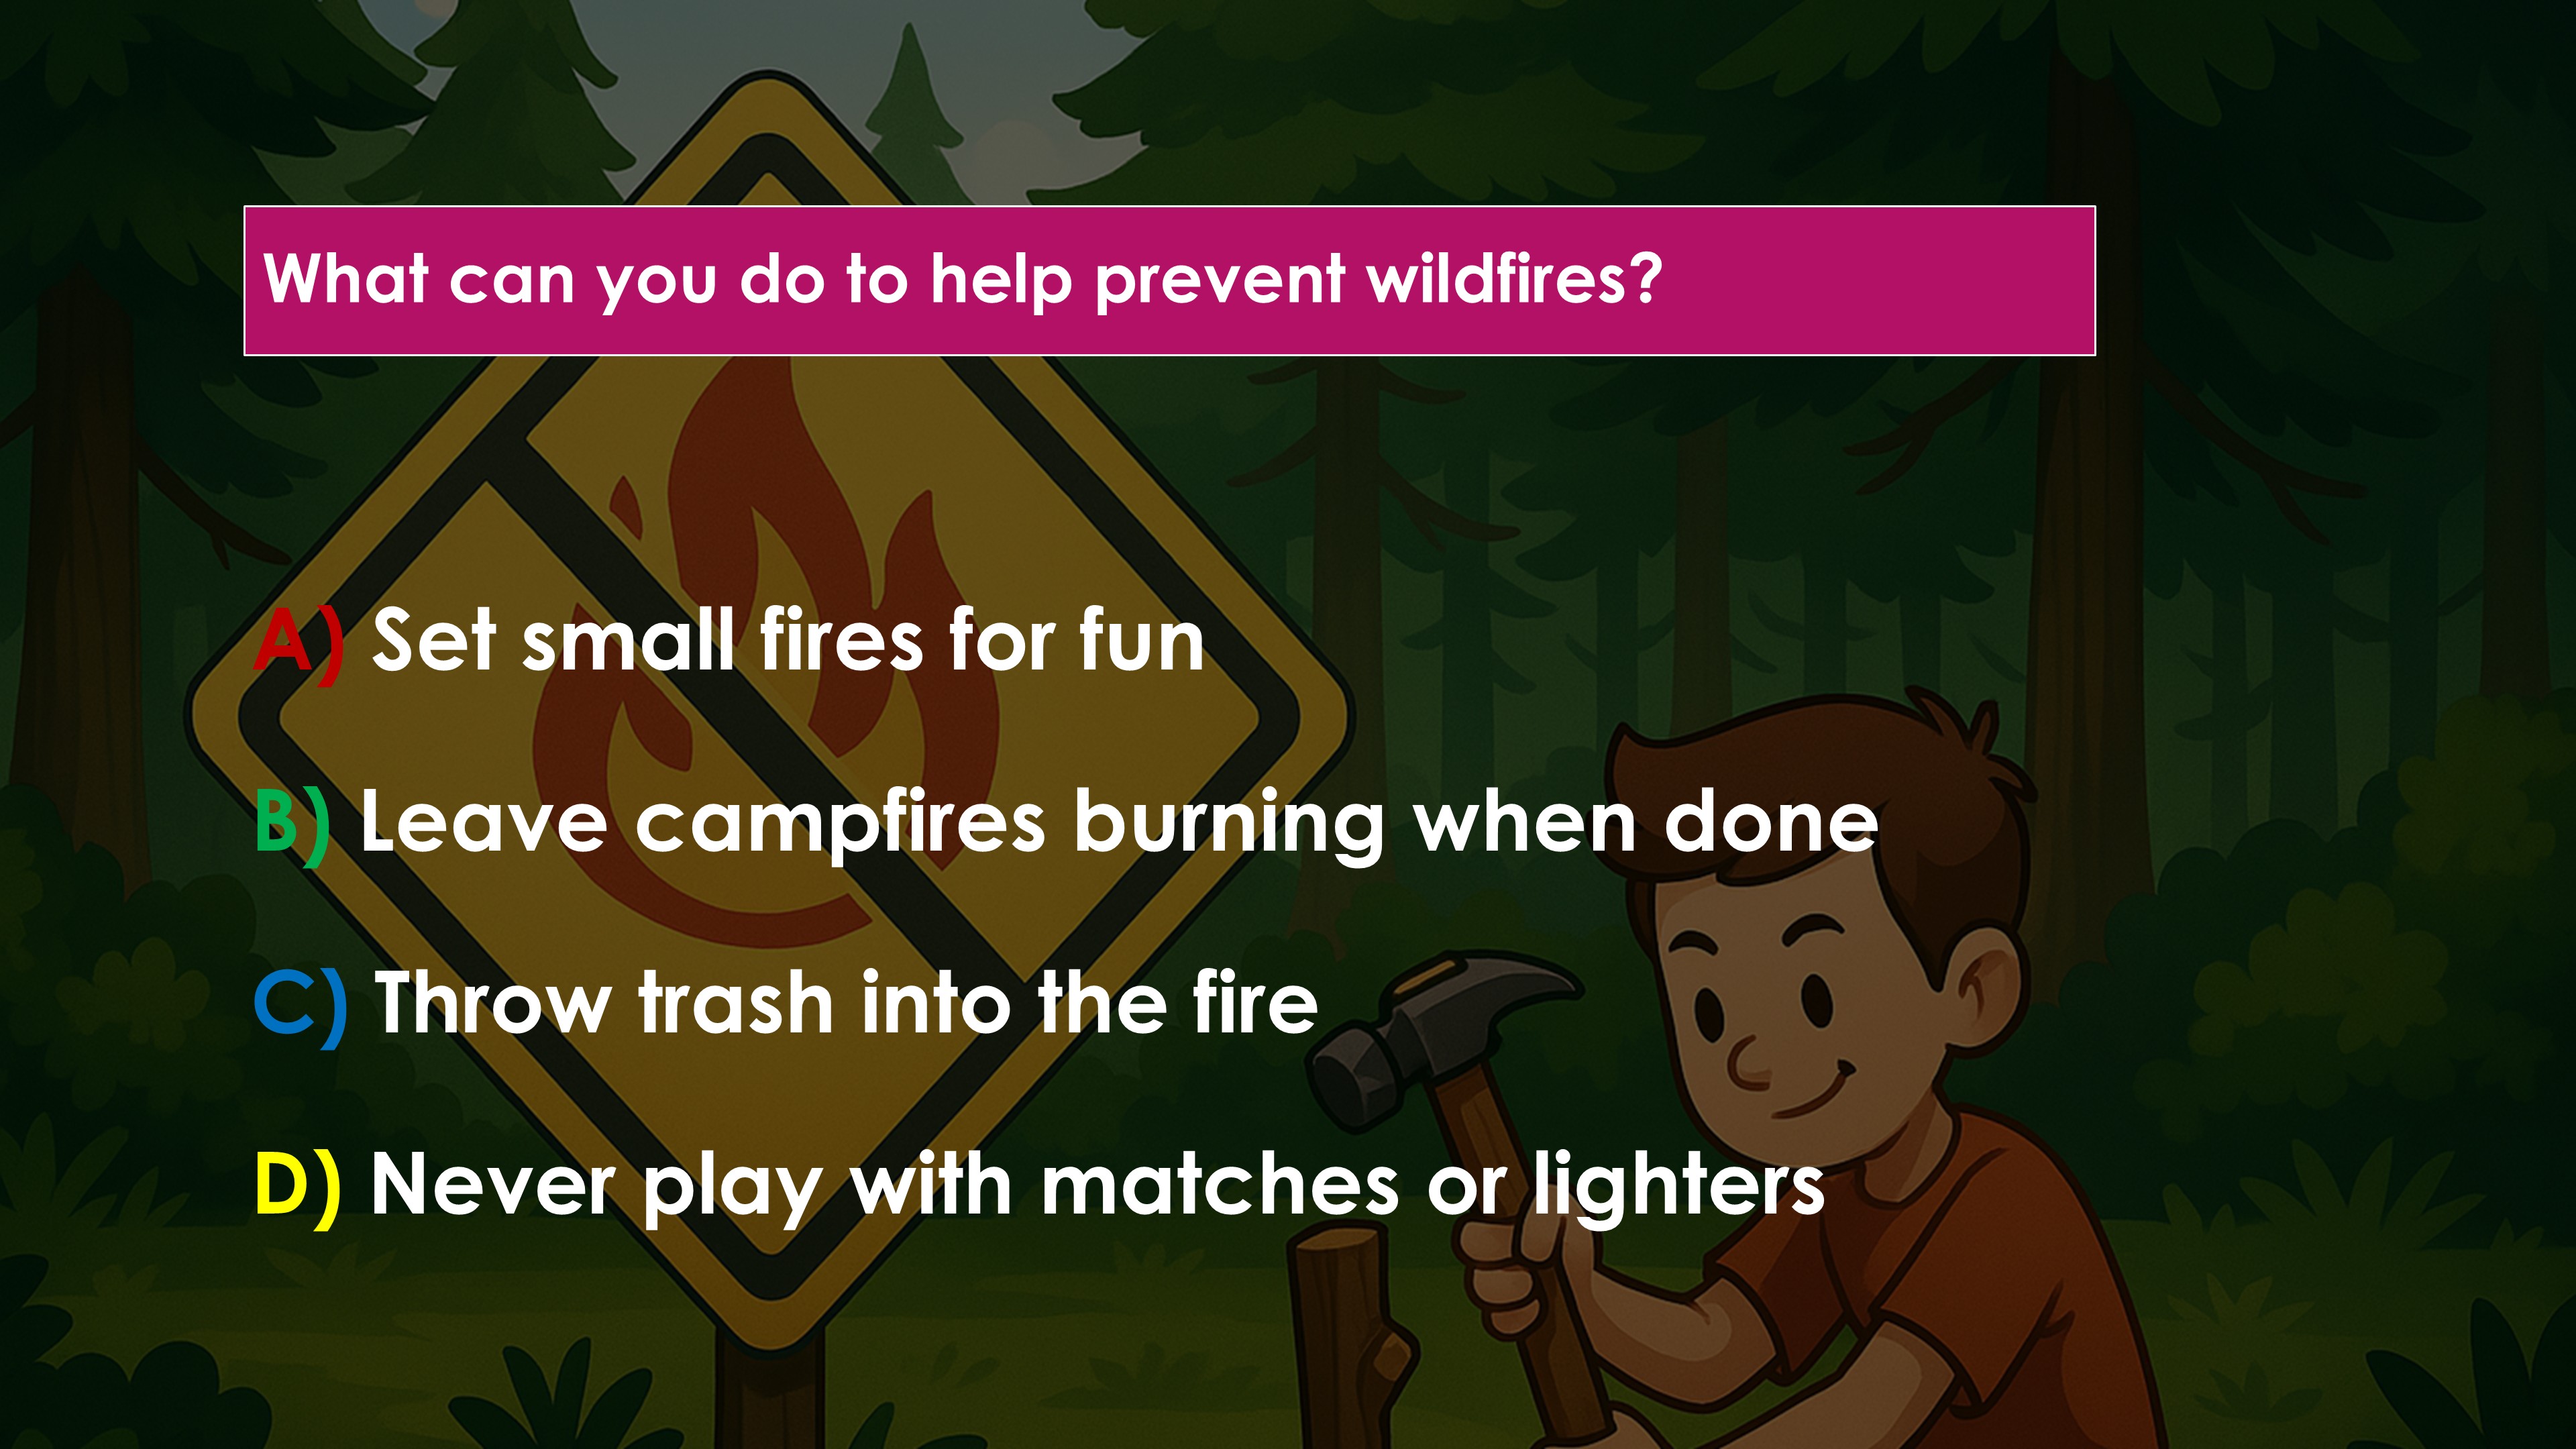 What can you do to help prevent wildfires?
A) Set small fires for fun
B) Leave campfires burning when done
C) Throw trash into the fire
D) Never play with matches or lighters